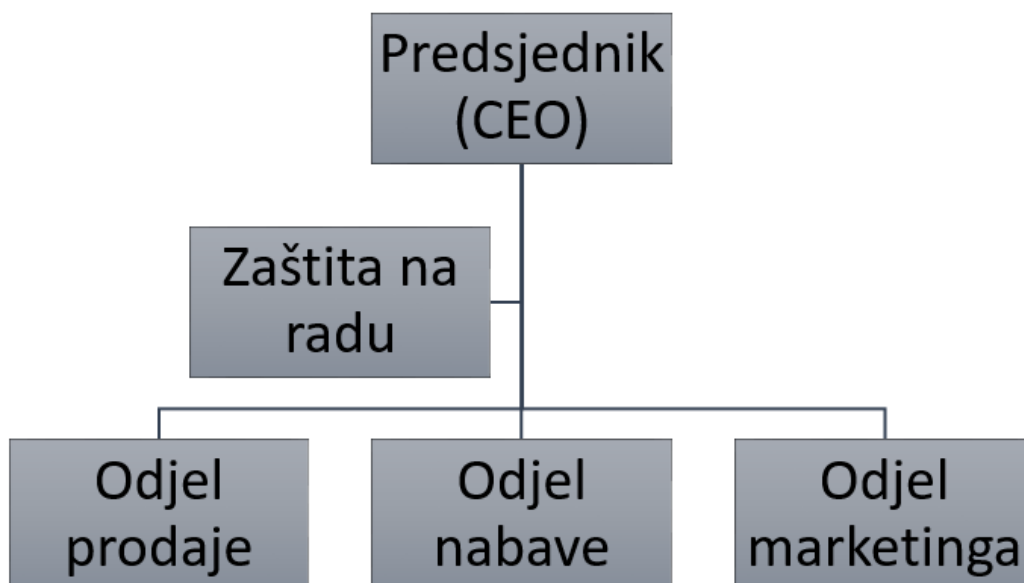 Predsjednik
(CEO)
Zaštita na
radu
Odjel
prodaje
Odjel
nabave
Odjel
marketinga